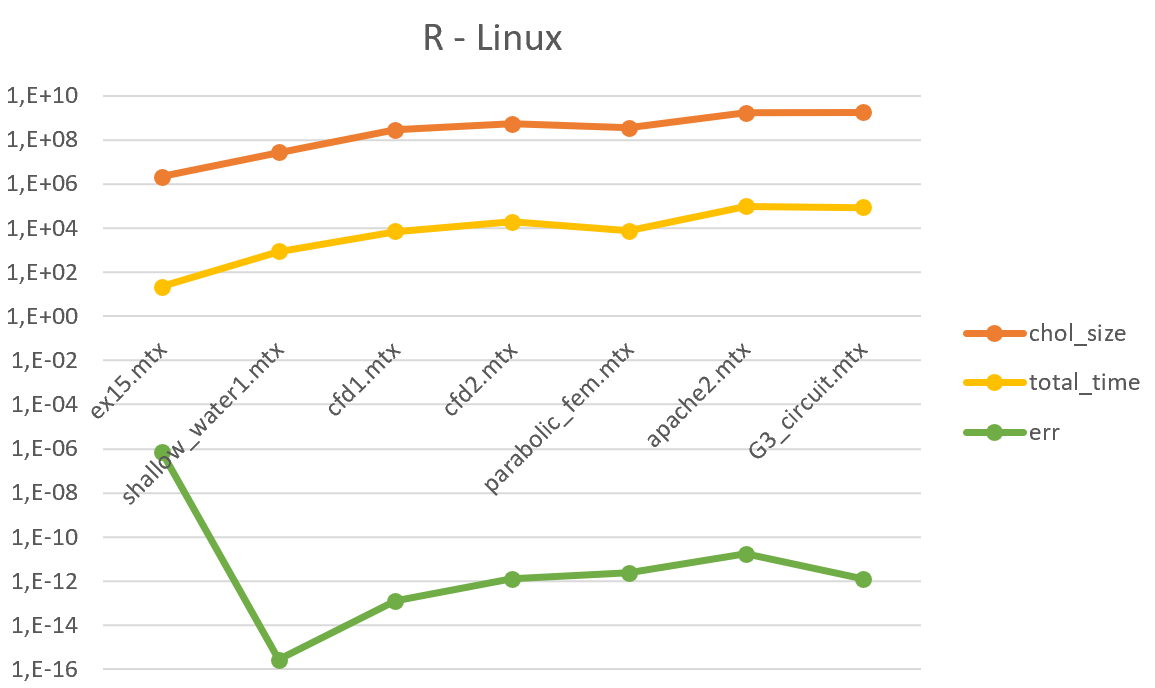 R - Linux
1,E+10
1,E+08
1,E+06
1,E+04
1,E+02
1,E+00
1,E-02
1,E-04
1,E-06
1,E-08
1,E-10
1,E-12
1,E-14
1,E-16
ex15.mtx
shallow_water1.mtx
cfd1.mtx
cfd2.mtx
parabolic_fem.mtx
apache2.mtx
G3_circuit.mtx
chol_size
total_time
err